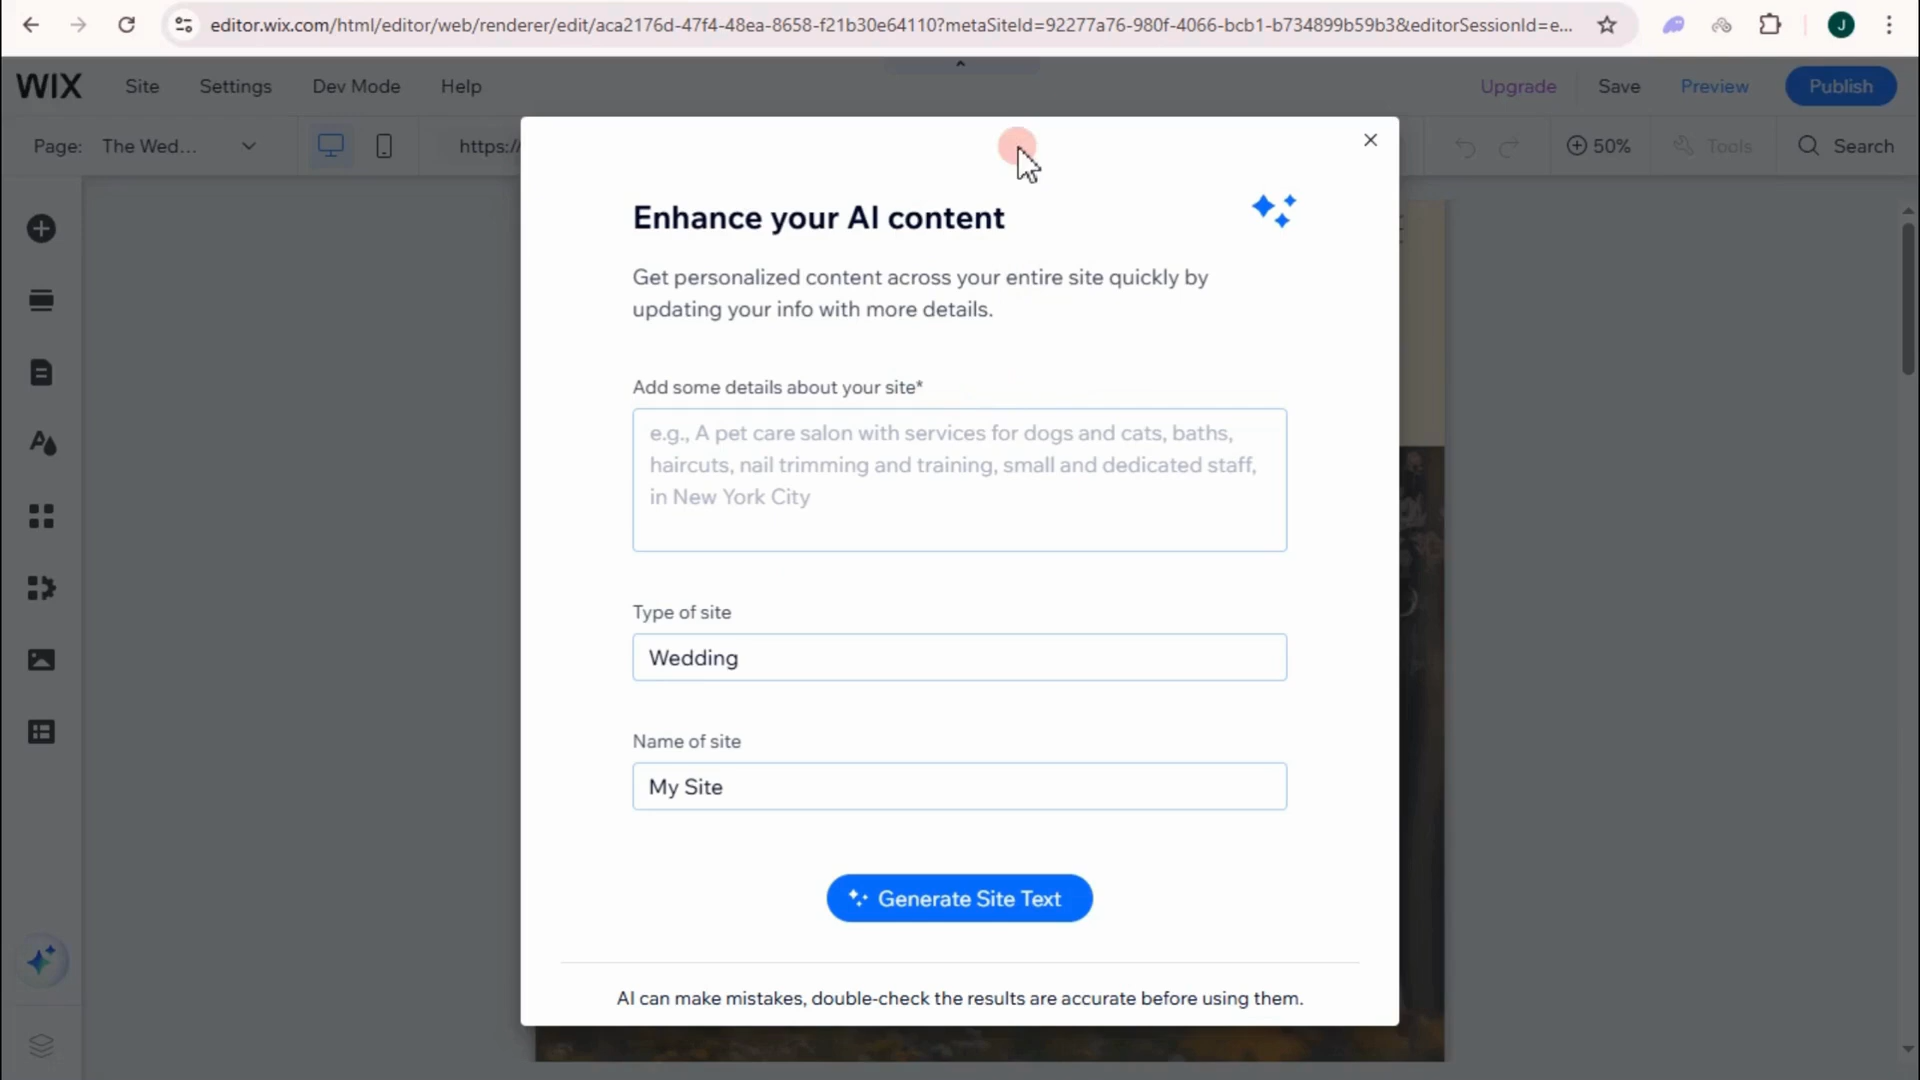 editor.wix.com/html/editor/web/renderer/edit/aca2176d-47f4-48ea-8658-f21b30e64110?metaSiteId=92277a76-980f-4066-bcb1-b734899b59b3&editorSessionId=e...
J
WIX Site Settings Dev Mode Help Upgrade Save Preview Publish
Page: The Wed... https:/ 50% Tools Search
Enhance your AI content
Get personalized content across your entire site quickly by
updating your info with more details.
Add some details about your site*
e.g., A pet care salon with services for dogs and cats, baths,
haircuts, nail trimming and training, small and dedicated staff,
in New York City
Type of site
Wedding
Name of site
My Site
Generate Site Text
AI can make mistakes, double-check the results are accurate before using them.